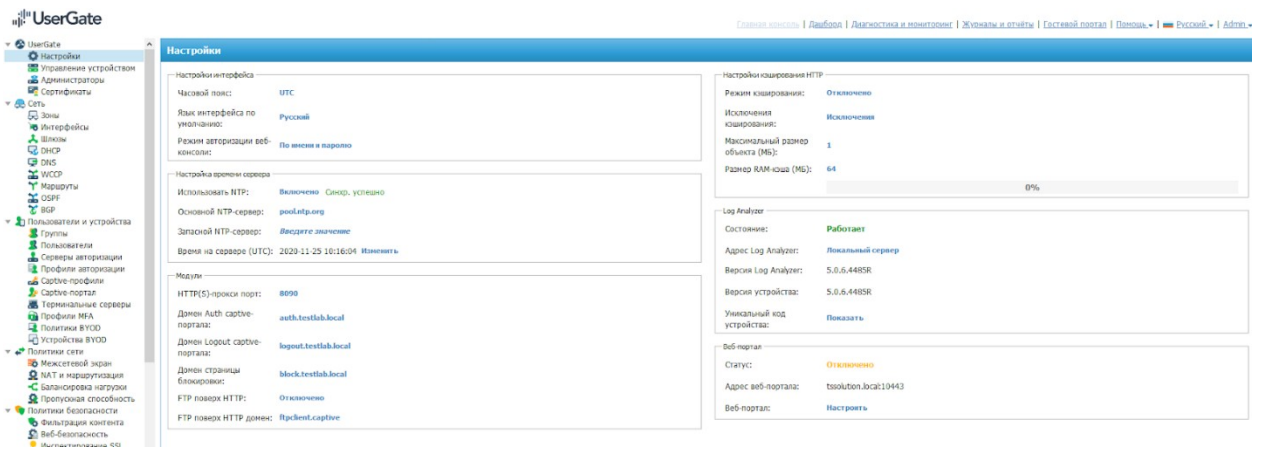 UserGate
Главная консоль | Дашборд | Диагностика и мониторинг | Журналы и отчёты | Гостевой портал | Помощь | Русский | Admin
UserGate
Настройки
Управление устройством
Администраторы
Сертификаты
Сеть
Зоны
Интерфейсы
Шлюзы
DHCP
DNS
WCCP
Маршруты
OSPF
BGP
Пользователи и устройства
Группы
Пользователи
Серверы авторизации
Профили авторизации
Captive-профили
Captive-портал
Терминальные серверы
Профили MFA
Политики BYOD
Устройства BYOD
Политики сети
Межсетевой экран
NAT и маршрутизация
Балансировка нагрузки
Пропускная способность
Политики безопасности
Фильтрация контента
Веб-безопасность
Инспектирование SSL
Настройки
Настройки интерфейса
Часовой пояс: UTC
Язык интерфейса по умолчанию: Русский
Режим авторизации веб-консоли: По имени и паролю
Настройка времени сервера
Использовать NTP: Включено Синхр. успешно
Основной NTP-сервер: pool.ntp.org
Запасной NTP-сервер: Введите значение
Время на сервере (UTC): 2020-11-25 10:16:04 Изменить
Модули
HTTP(S)-прокси порт: 8090
Домен Auth captive-портала: auth.testlab.local
Домен Logout captive-портала: logout.testlab.local
Домен страницы блокировки: block.testlab.local
FTP поверх HTTP: Отключено
FTP поверх HTTP домен: ftpclient.captive
Настройки кэширования HTTP
Режим кэширования: Отключено
Исключения кэширования: Исключения
Максимальный размер объекта (МБ): 1
Размер RAM-кэша (МБ): 64
0%
Log Analyzer
Состояние: Работает
Адрес Log Analyzer: Локальный сервер
Версия Log Analyzer: 5.0.6.4485R
Версия устройства: 5.0.6.4485R
Уникальный код устройства: Показать
Веб-портал
Статус: Отключено
Адрес веб-портала: tssolution.local:10443
Веб-портал: Настроить